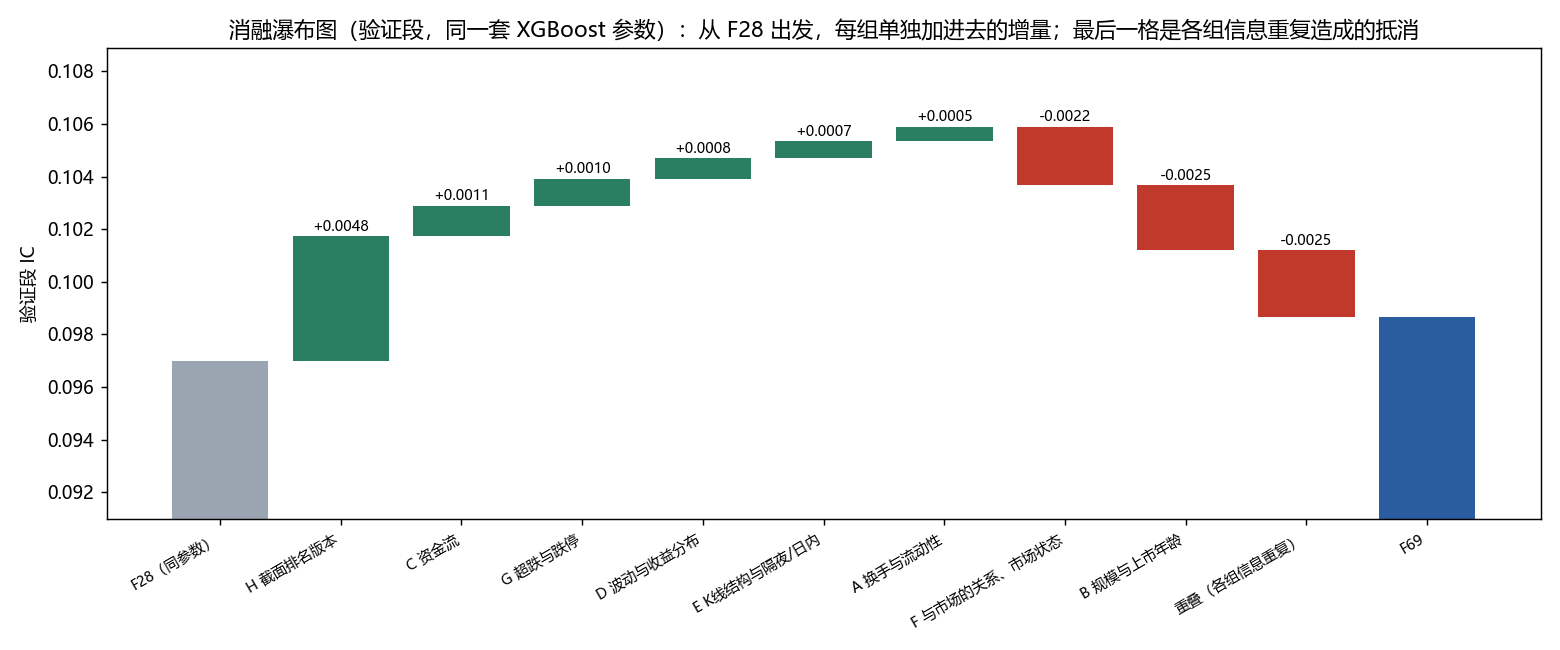 消融瀑布图（验证段，同一套 XGBoost 参数）：从 F28 出发，每组单独加进去的增量；最后一格是各组信息重复造成的抵消
验证段 IC
0.108
0.106
0.104
0.102
0.100
0.098
0.096
0.094
0.092
+0.0048
+0.0011
+0.0010
+0.0008
+0.0007
+0.0005
-0.0022
-0.0025
-0.0025
F28（同参数）
H 截面排名版本
C 资金流
G 超跌与跌停
D 波动与收益分布
E K线结构与隔夜/日内
A 换手与流动性
F 与市场的关系、市场状态
B 规模与上市年龄
重叠（各组信息重复）
F69